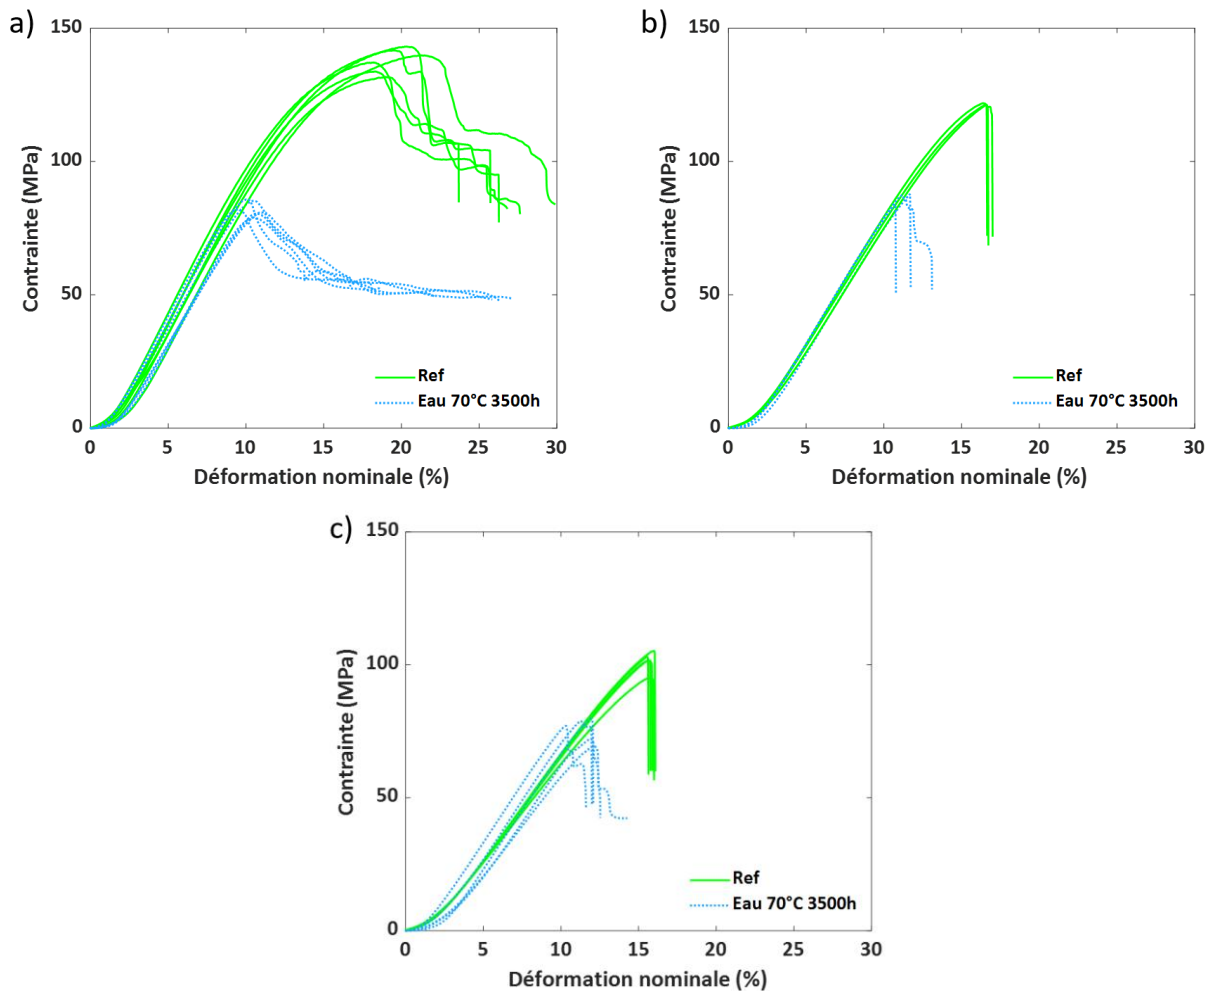 a)
150
100
50
0
Contrainte (MPa)
Ref
Eau 70°C 3500h
0 5 10 15 20 25 30
Déformation nominale (%)
b)
150
100
50
0
Contrainte (MPa)
Ref
Eau 70°C 3500h
0 5 10 15 20 25 30
Déformation nominale (%)
c)
150
100
50
0
Contrainte (MPa)
Ref
Eau 70°C 3500h
0 5 10 15 20 25 30
Déformation nominale (%)